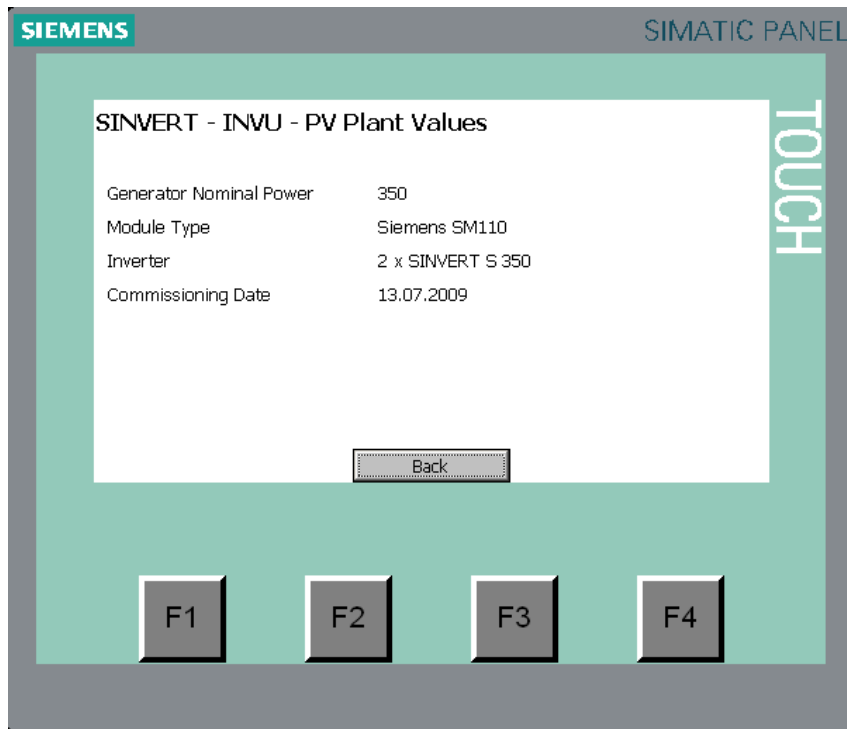 SIEMENS
SIMATIC PANEL
TOUCH
SINVERT - INVU - PV Plant Values
Generator Nominal Power 350
Module Type Siemens SM110
Inverter 2 x SINVERT S 350
Commissioning Date 13.07.2009
Back
F1 F2 F3 F4